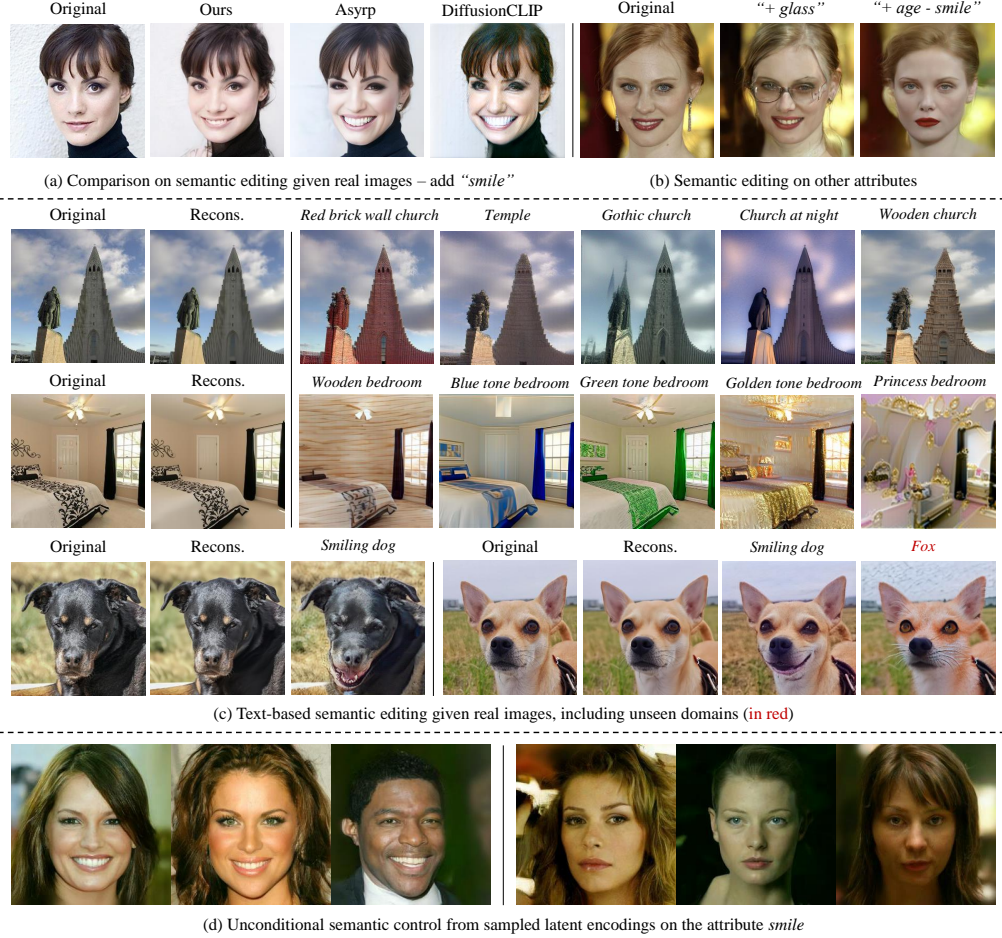 Original Ours Asyrp DiffusionCLIP Original "+ glass" "+ age - smile"
(a) Comparison on semantic editing given real images – add "smile"
(b) Semantic editing on other attributes
Original Recons. Red brick wall church Temple Gothic church Church at night Wooden church
Original Recons. Wooden bedroom Blue tone bedroom Green tone bedroom Golden tone bedroom Princess bedroom
Original Recons. Smiling dog Original Recons. Smiling dog Fox
(c) Text-based semantic editing given real images, including unseen domains (in red)
(d) Unconditional semantic control from sampled latent encodings on the attribute smile